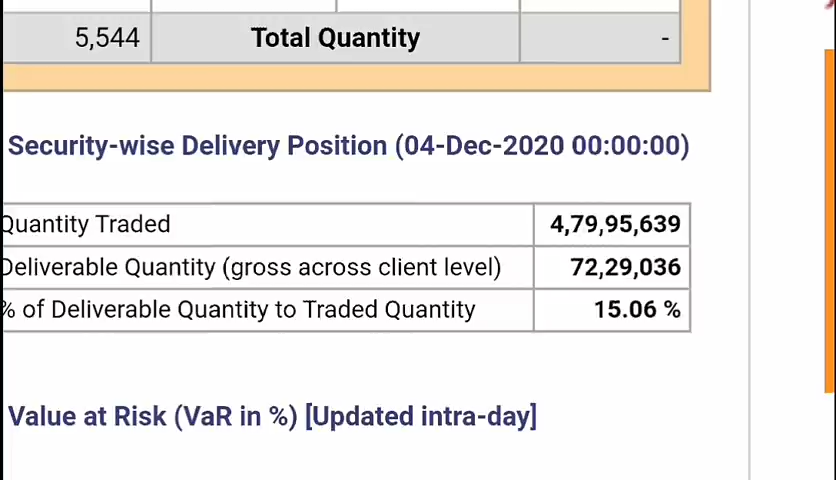 5,544 Total Quantity -
Security-wise Delivery Position (04-Dec-2020 00:00:00)
Quantity Traded 4,79,95,639
Deliverable Quantity (gross across client level) 72,29,036
% of Deliverable Quantity to Traded Quantity 15.06 %
Value at Risk (VaR in %) [Updated intra-day]